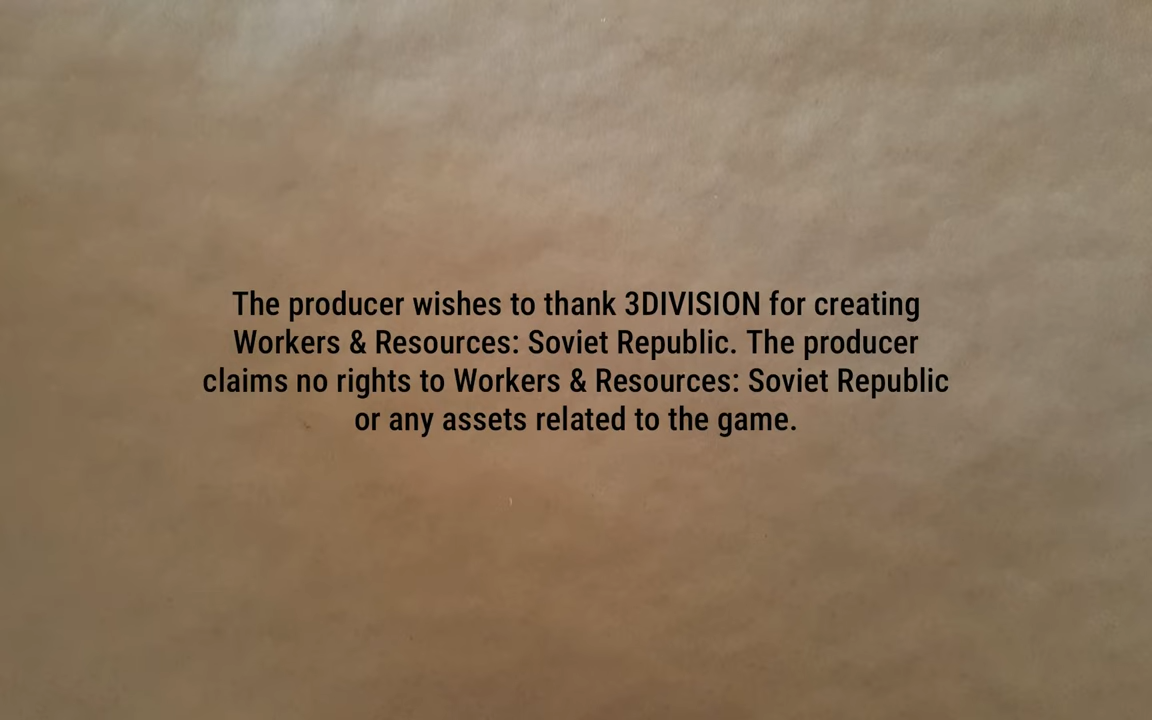 The producer wishes to thank 3DIVISION for creating
Workers & Resources: Soviet Republic. The producer
claims no rights to Workers & Resources: Soviet Republic
or any assets related to the game.